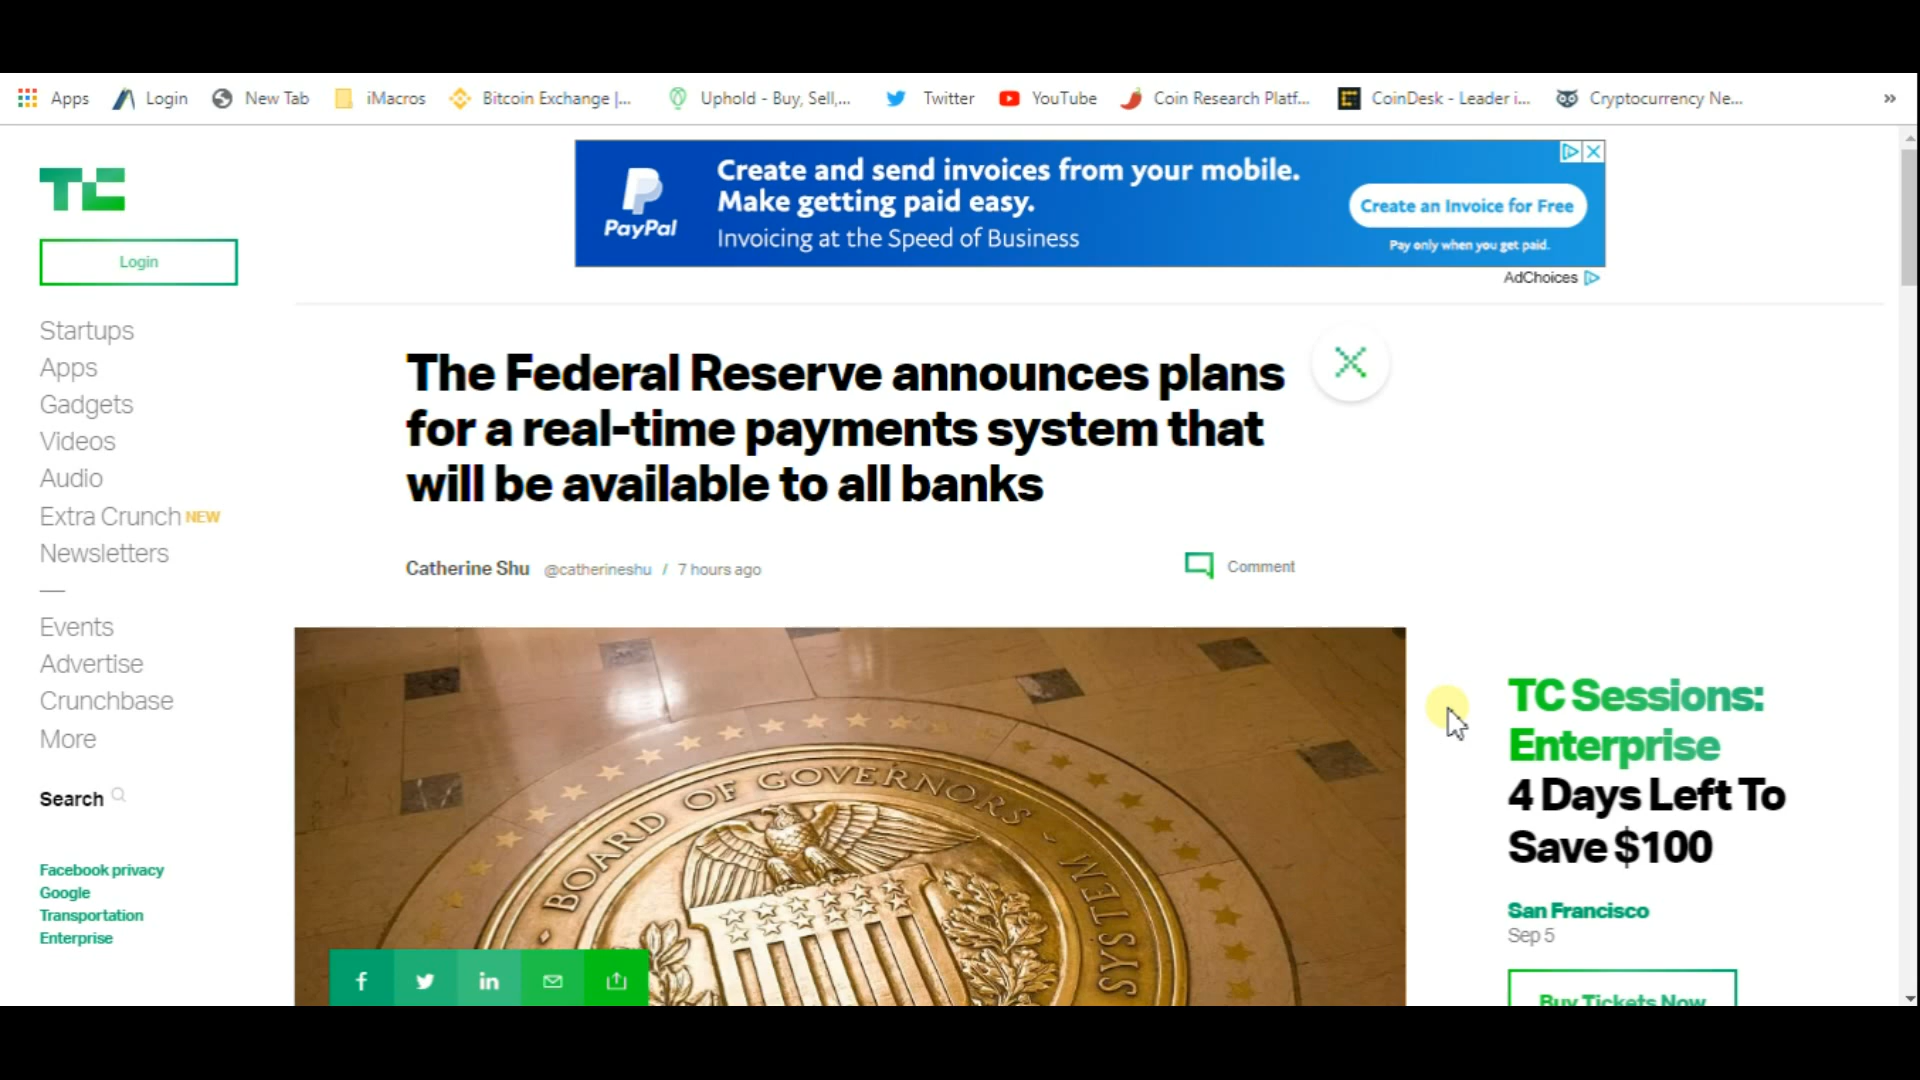 Apps Login New Tab iMacros Bitcoin Exchange |... Uphold - Buy, Sell,... Twitter YouTube Coin Research Platf... CoinDesk - Leader i... Cryptocurrency Ne... »
TC
Login
Startups
Apps
Gadgets
Videos
Audio
Extra Crunch NEW
Newsletters
—
Events
Advertise
Crunchbase
More
Search
Facebook privacy
Google
Transportation
Enterprise
PayPal
Create and send invoices from your mobile.
Make getting paid easy.
Invoicing at the Speed of Business
Create an Invoice for Free
Pay only when you get paid.
AdChoices
The Federal Reserve announces plans
for a real-time payments system that
will be available to all banks
Catherine Shu @catherineshu / 7 hours ago
Comment
BOARD OF GOVERNORS
SYSTEM
f in
TC Sessions:
Enterprise
4 Days Left To
Save $100
San Francisco
Sep 5
Buy Tickets Now